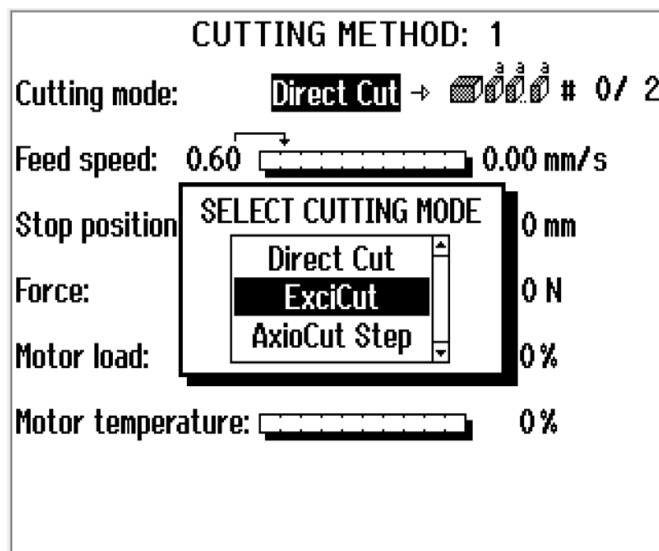 CUTTING METHOD: 1
Cutting mode: Direct Cut → a a a # 0/ 2
Feed speed: 0.60 0.00 mm/s
Stop position 0 mm
SELECT CUTTING MODE
Direct Cut
ExciCut
AxioCut Step
Force: 0 N
Motor load: 0 %
Motor temperature: 0 %